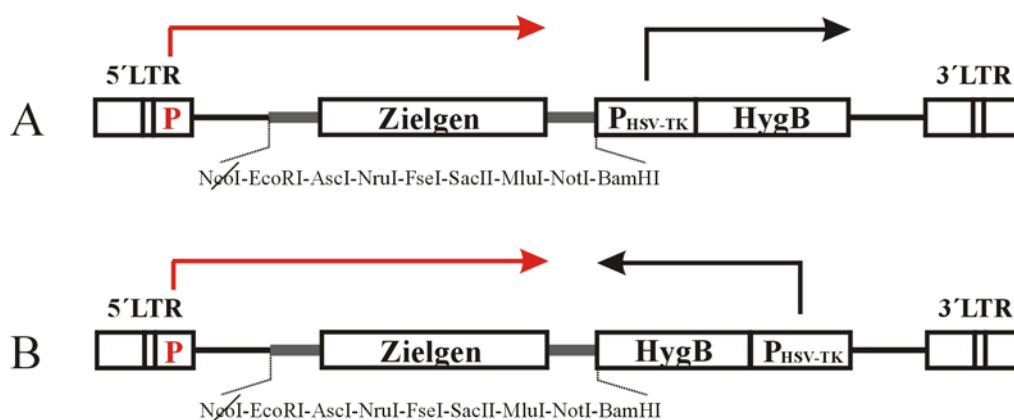 5´LTR 3´LTR
A P Zielgen PHSV-TK HygB
NcoI-EcoRI-AscI-NruI-FseI-SacII-MluI-NotI-BamHI
5´LTR 3´LTR
B P Zielgen HygB PHSV-TK
NcoI-EcoRI-AscI-NruI-FseI-SacII-MluI-NotI-BamHI